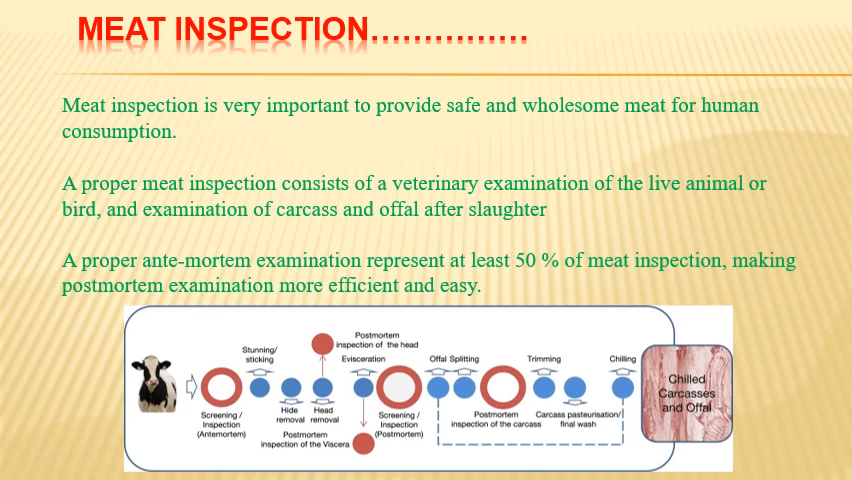 MEAT INSPECTION……………
Meat inspection is very important to provide safe and wholesome meat for human
consumption.
A proper meat inspection consists of a veterinary examination of the live animal or
bird, and examination of carcass and offal after slaughter
A proper ante-mortem examination represent at least 50 % of meat inspection, making
postmortem examination more efficient and easy.
Postmortem
inspection of the head
Stunning/
sticking
Evisceration
Offal
Splitting
Trimming
Chilling
Screening /
Inspection
(Antemortem)
Hide
removal
Head
removal
Postmortem
inspection of the Viscera
Screening /
Inspection
(Postmortem)
Postmortem
inspection of the carcass
Carcass pasteurisation/
final wash
Chilled
Carcasses
and Offal